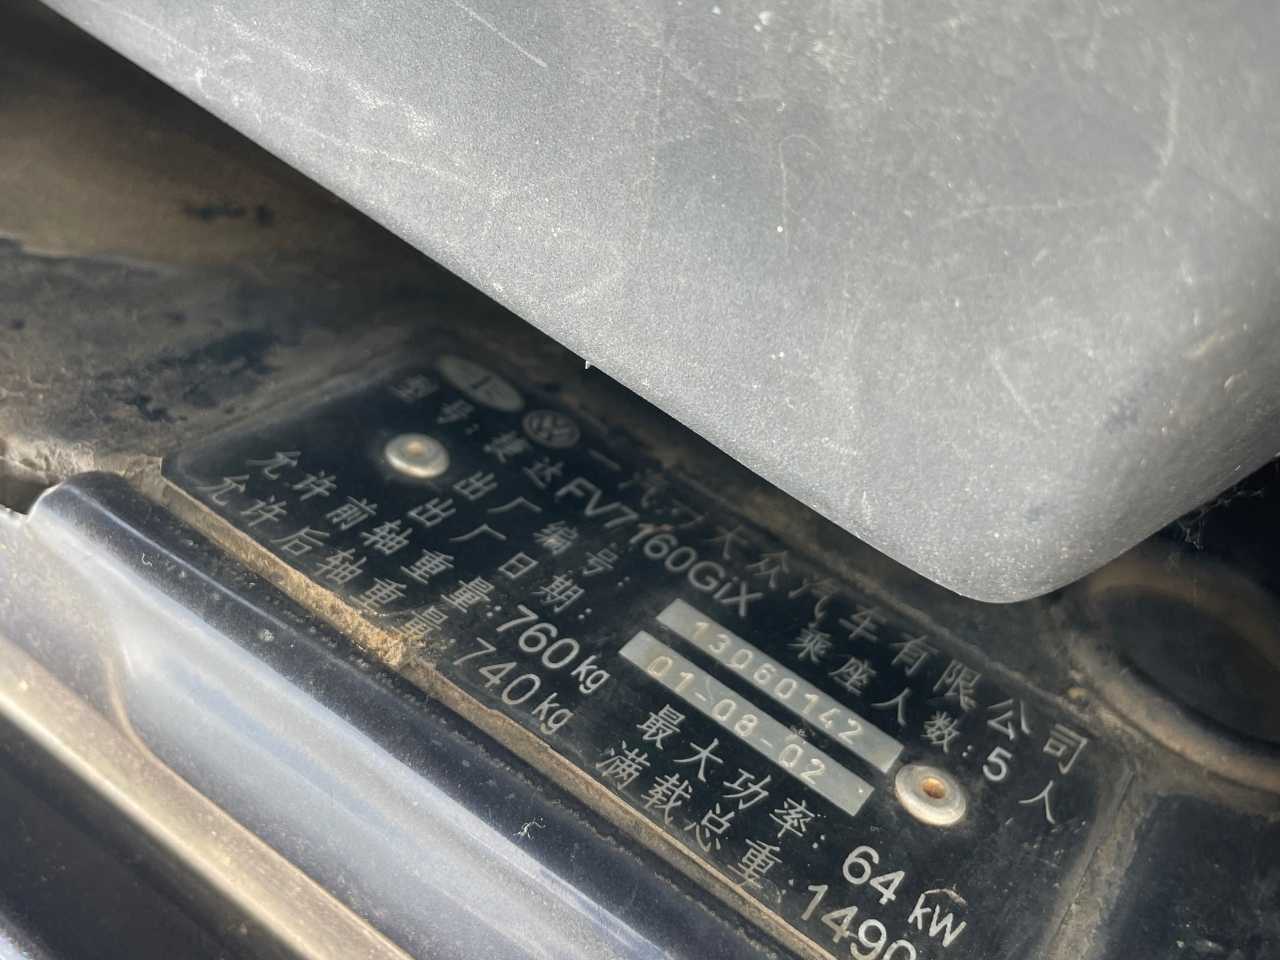 一汽-大众汽车有限公司
型号:捷达FV7160GiX 乘座人数:5人
出厂编号: 13060142
出厂日期: 01-08-02 最大功率:64 kW
允许前轴重量:760kg 满载总重:1490
允许后轴重量:740kg